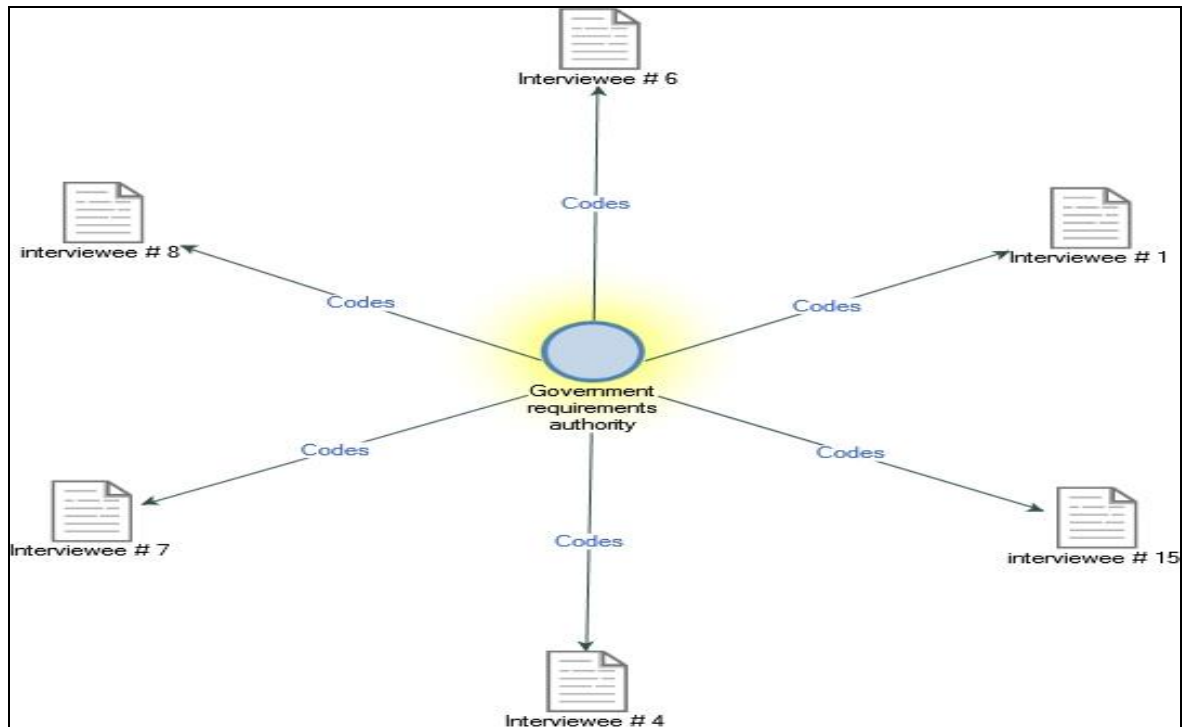 Interviewee # 6
Codes
interviewee # 8
Interviewee # 1
Codes
Codes
Government
requirements
authority
Codes
Codes
Interviewee # 7
interviewee # 15
Codes
Interviewee # 4